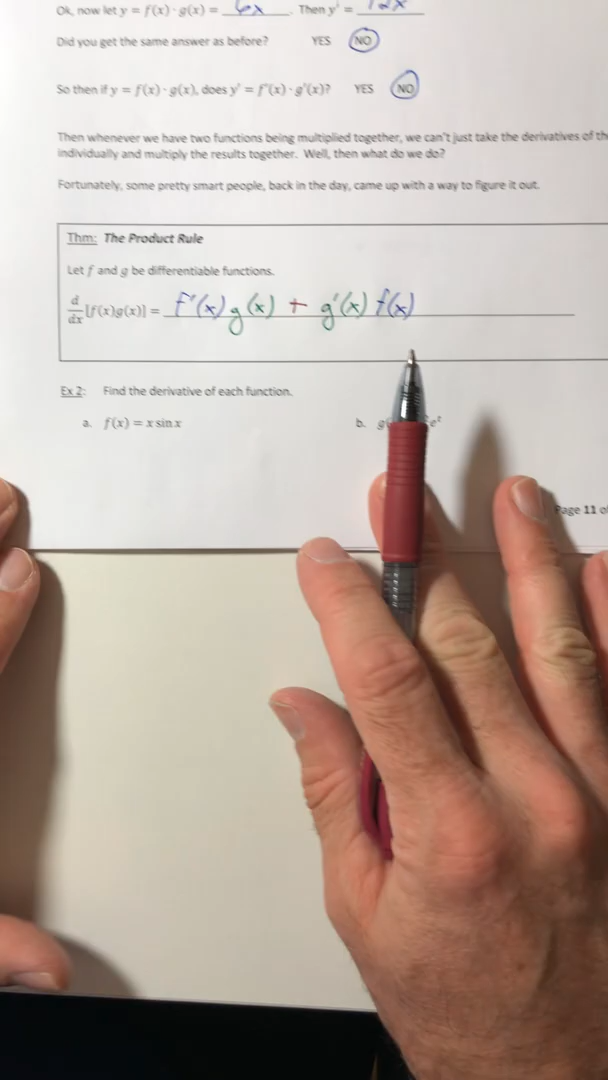 Ok, now let y = f(x) · g(x) = 6x. Then y' = 12x
Did you get the same answer as before? YES NO
So then if y = f(x) · g(x), does y' = f'(x) · g'(x)? YES NO
Then whenever we have two functions being multiplied together, we can't just take the derivatives of
individually and multiply the results together. Well, then what do we do?
Fortunately, some pretty smart people, back in the day, came up with a way to figure it out.
Thm: The Product Rule
Let f and g be differentiable functions.
d/dx [f(x)g(x)] = f'(x) g(x) + g'(x) f(x)
Ex 2: Find the derivative of each function.
a. f(x) = x sin x b. g
Page 11